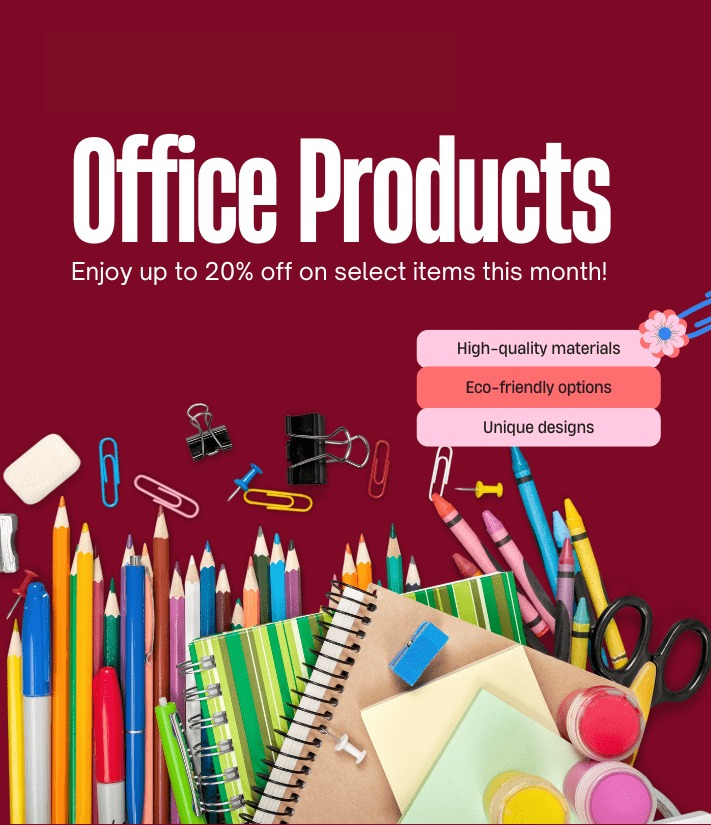 Office Products
Enjoy up to 20% off on select items this month!
High-quality materials
Eco-friendly options
Unique designs